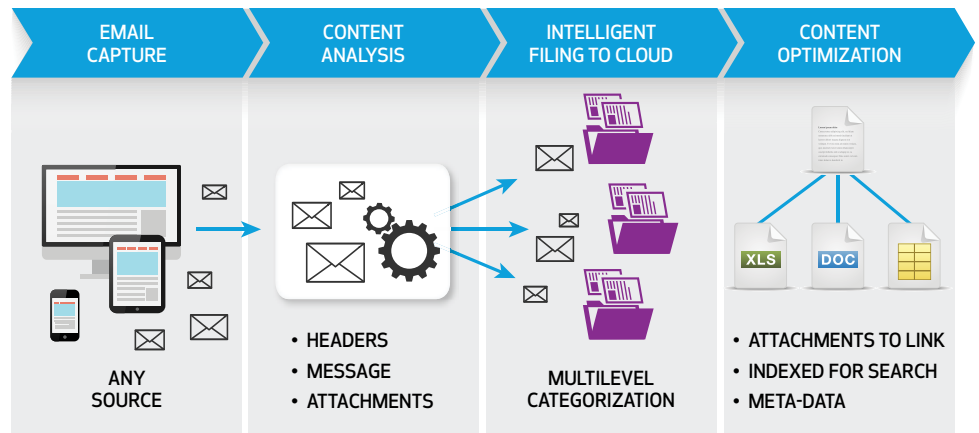 EMAIL
CAPTURE
CONTENT
ANALYSIS
INTELLIGENT
FILING TO CLOUD
CONTENT
OPTIMIZATION
XLS
DOC
• HEADERS
• MESSAGE
• ATTACHMENTS
• ATTACHMENTS TO LINK
• INDEXED FOR SEARCH
• META-DATA
ANY
SOURCE
MULTILEVEL
CATEGORIZATION